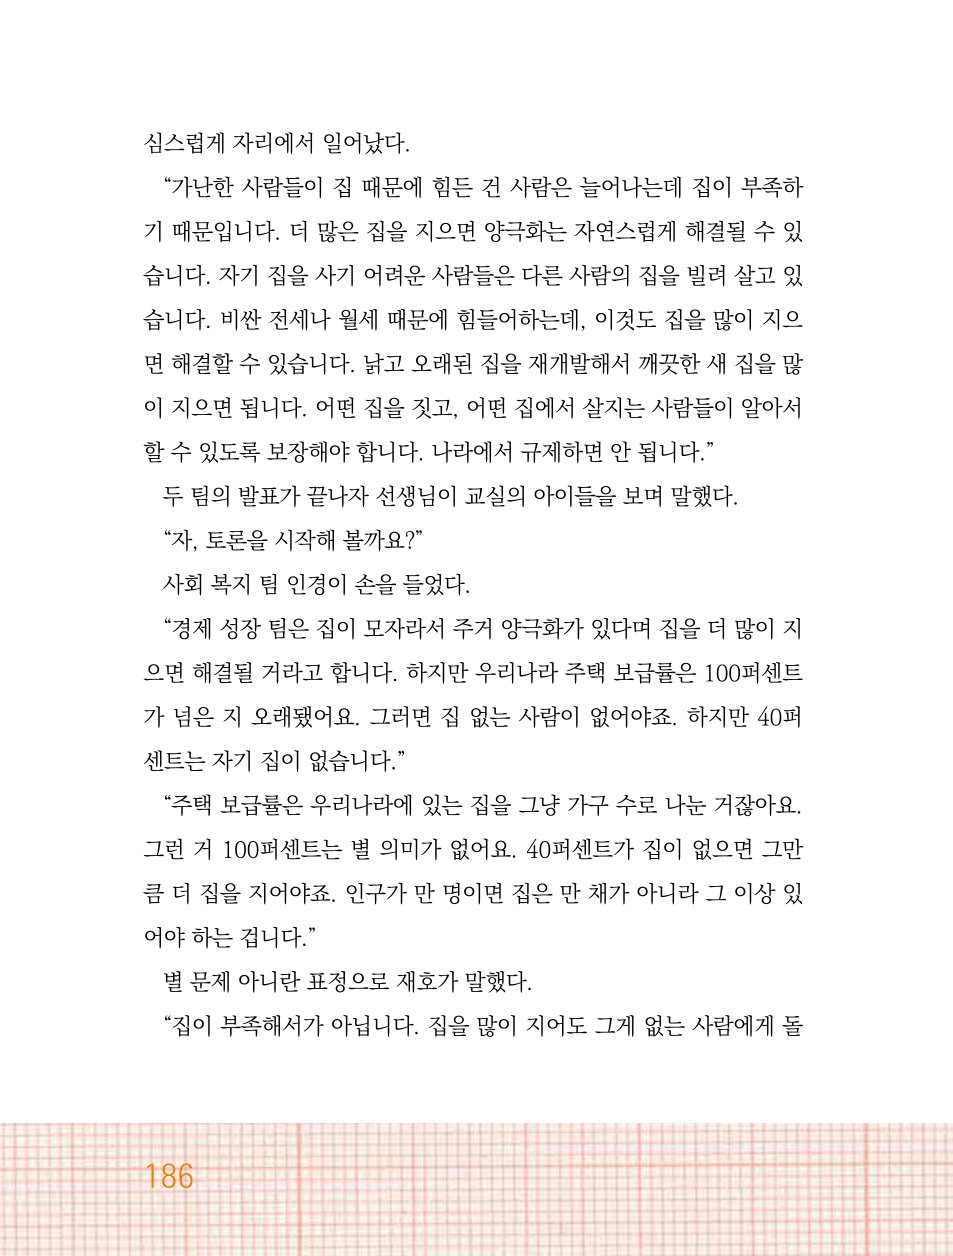 심스럽게 자리에서 일어났다.
“가난한 사람들이 집 때문에 힘든 건 사람은 늘어나는데 집이 부족하
기 때문입니다. 더 많은 집을 지으면 양극화는 자연스럽게 해결될 수 있
습니다. 자기 집을 사기 어려운 사람들은 다른 사람의 집을 빌려 살고 있
습니다. 비싼 전세나 월세 때문에 힘들어하는데, 이것도 집을 많이 지으
면 해결할 수 있습니다. 낡고 오래된 집을 재개발해서 깨끗한 새 집을 많
이 지으면 됩니다. 어떤 집을 짓고, 어떤 집에서 살지는 사람들이 알아서
할 수 있도록 보장해야 합니다. 나라에서 규제하면 안 됩니다.”
두 팀의 발표가 끝나자 선생님이 교실의 아이들을 보며 말했다.
“자, 토론을 시작해 볼까요?”
사회 복지 팀 인경이 손을 들었다.
“경제 성장 팀은 집이 모자라서 주거 양극화가 있다며 집을 더 많이 지
으면 해결될 거라고 합니다. 하지만 우리나라 주택 보급률은 100퍼센트
가 넘은 지 오래됐어요. 그러면 집 없는 사람이 없어야죠. 하지만 40퍼
센트는 자기 집이 없습니다.”
“주택 보급률은 우리나라에 있는 집을 그냥 가구 수로 나눈 거잖아요.
그런 거 100퍼센트는 별 의미가 없어요. 40퍼센트가 집이 없으면 그만
큼 더 집을 지어야죠. 인구가 만 명이면 집은 만 채가 아니라 그 이상 있
어야 하는 겁니다.”
별 문제 아니란 표정으로 재호가 말했다.
“집이 부족해서가 아닙니다. 집을 많이 지어도 그게 없는 사람에게 돌
186